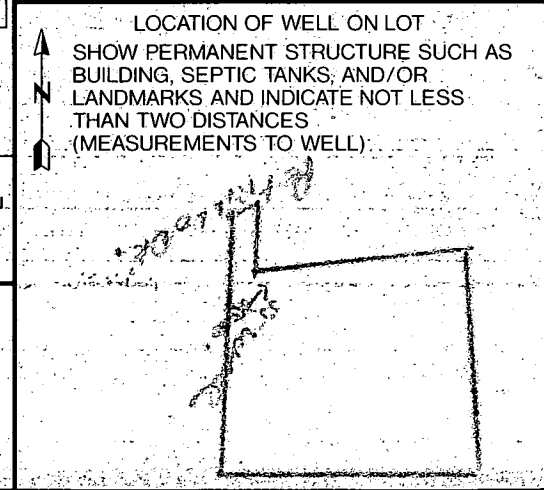 LOCATION OF WELL ON LOT
SHOW PERMANENT STRUCTURE SUCH AS
BUILDING, SEPTIC TANKS, AND/OR
LANDMARKS AND INDICATE NOT LESS
THAN TWO DISTANCES
(MEASUREMENTS TO WELL)
N